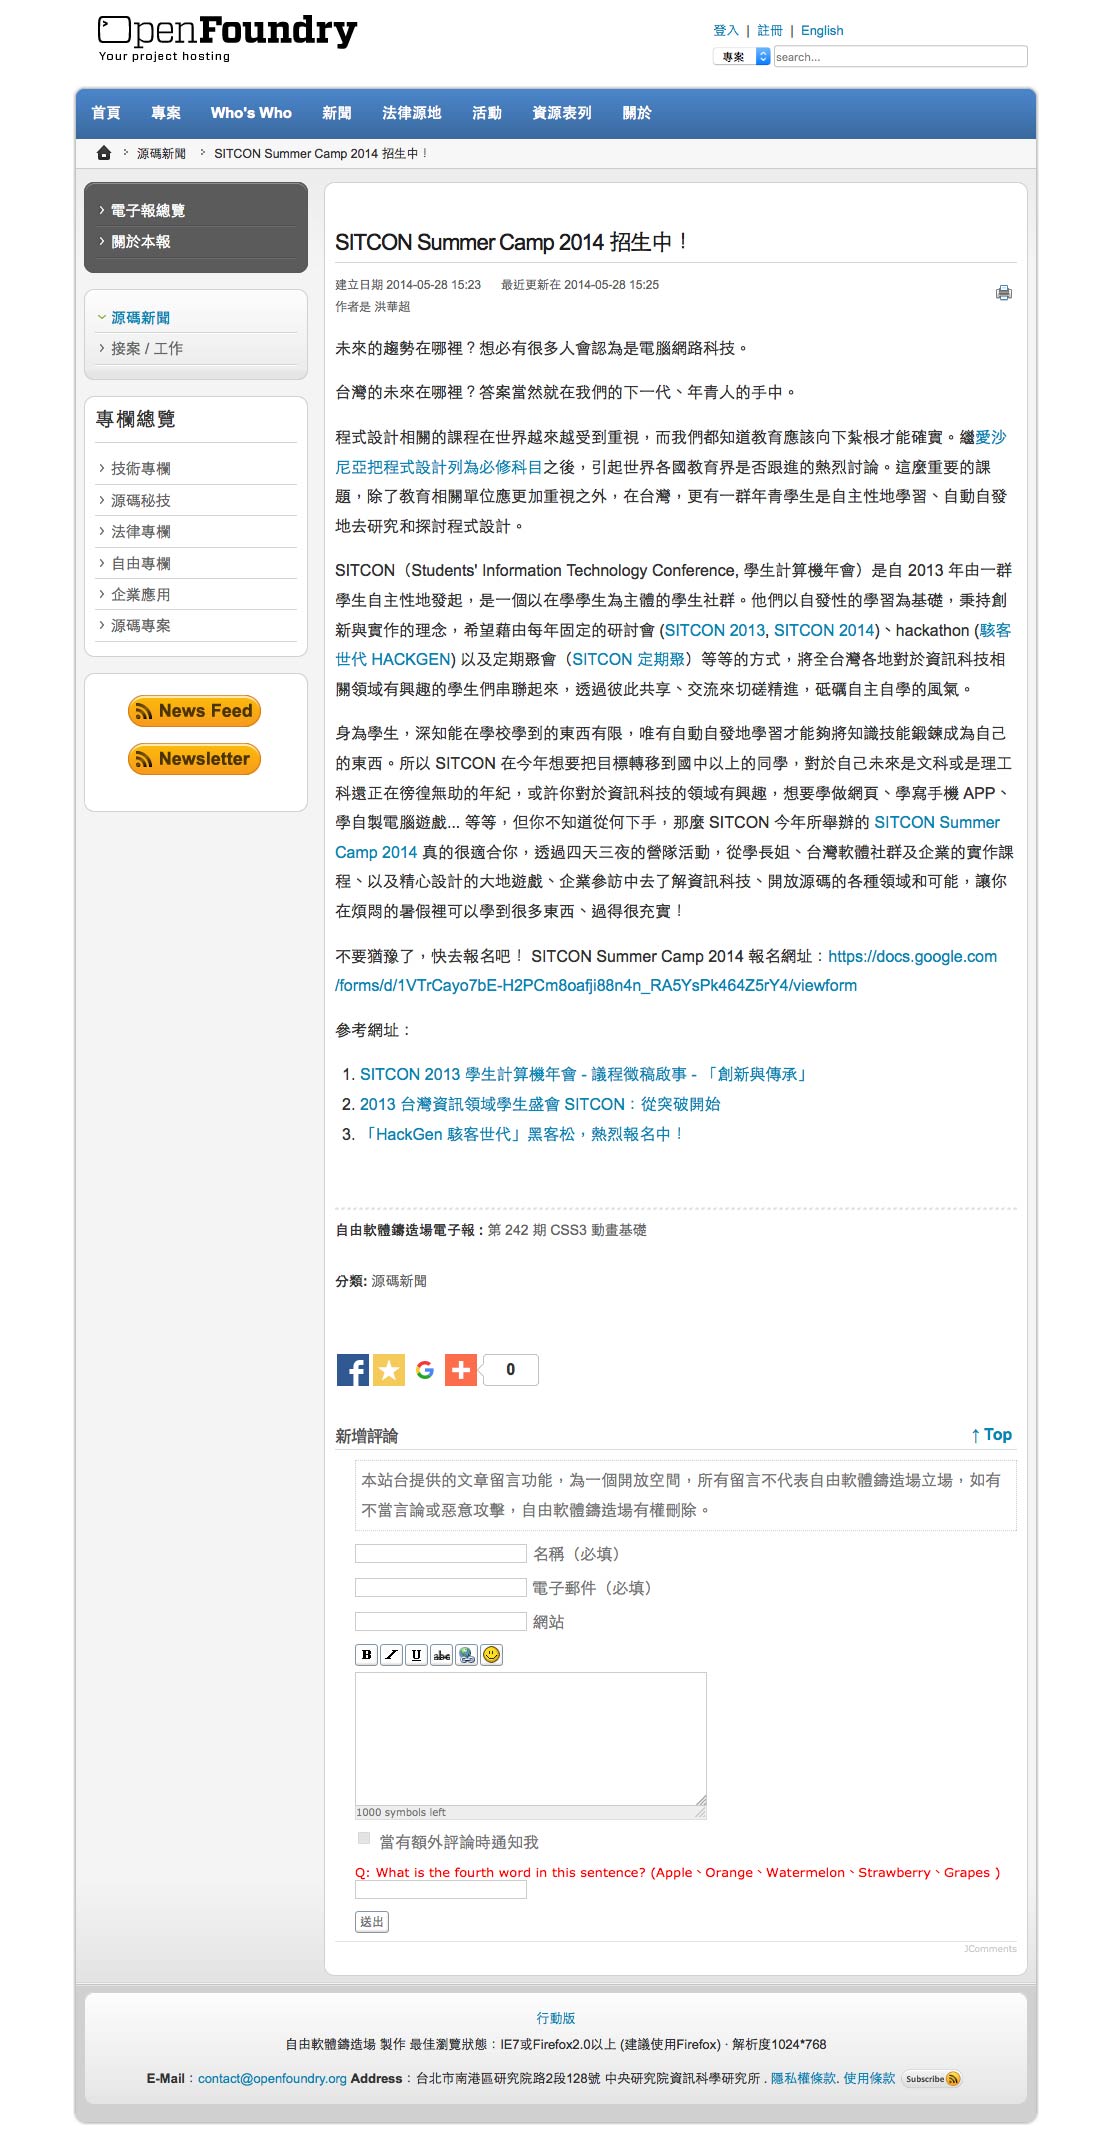 OpenFoundry
Your project hosting
登入 | 註冊 | English
專案 search...
首頁 專案 Who's Who 新聞 法律源地 活動 資源表列 關於
源碼新聞 SITCON Summer Camp 2014 招生中！
電子報總覽
關於本報
源碼新聞
接案 / 工作
專欄總覽
技術專欄
源碼秘技
法律專欄
自由專欄
企業應用
源碼專案
News Feed
Newsletter
SITCON Summer Camp 2014 招生中！
建立日期 2014-05-28 15:23 最近更新在 2014-05-28 15:25
作者是 洪華超
未來的趨勢在哪裡？想必有很多人會認為是電腦網路科技。
台灣的未來在哪裡？答案當然就在我們的下一代、年青人的手中。
程式設計相關的課程在世界越來越受到重視，而我們都知道教育應該向下紮根才能確實。繼愛沙
尼亞把程式設計列為必修科目之後，引起世界各國教育界是否跟進的熱烈討論。這麼重要的課
題，除了教育相關單位應更加重視之外，在台灣，更有一群年青學生是自主性地學習、自動自發
地去研究和探討程式設計。
SITCON（Students' Information Technology Conference, 學生計算機年會）是自 2013 年由一群
學生自主性地發起，是一個以在學學生為主體的學生社群。他們以自發性的學習為基礎，秉持創
新與實作的理念，希望藉由每年固定的研討會 (SITCON 2013, SITCON 2014)、hackathon (駭客
世代 HACKGEN) 以及定期聚會（SITCON 定期聚）等等的方式，將全台灣各地對於資訊科技相
關領域有興趣的學生們串聯起來，透過彼此共享、交流來切磋精進，砥礪自主自學的風氣。
身為學生，深知能在學校學到的東西有限，唯有自動自發地學習才能夠將知識技能鍛鍊成為自己
的東西。所以 SITCON 在今年想要把目標轉移到國中以上的同學，對於自己未來是文科或是理工
科還正在徬徨無助的年紀，或許你對於資訊科技的領域有興趣，想要學做網頁、學寫手機 APP、
學自製電腦遊戲... 等等，但你不知道從何下手，那麼 SITCON 今年所舉辦的 SITCON Summer
Camp 2014 真的很適合你，透過四天三夜的營隊活動，從學長姐、台灣軟體社群及企業的實作課
程、以及精心設計的大地遊戲、企業參訪中去了解資訊科技、開放源碼的各種領域和可能，讓你
在煩悶的暑假裡可以學到很多東西、過得很充實！
不要猶豫了，快去報名吧！ SITCON Summer Camp 2014 報名網址：https://docs.google.com
/forms/d/1VTrCayo7bE-H2PCm8oafji88n4n_RA5YsPk464Z5rY4/viewform
參考網址：
1. SITCON 2013 學生計算機年會 - 議程徵稿啟事 - 「創新與傳承」
2. 2013 台灣資訊領域學生盛會 SITCON：從突破開始
3. 「HackGen 駭客世代」黑客松，熱烈報名中！
自由軟體鑄造場電子報 : 第 242 期 CSS3 動畫基礎
分類: 源碼新聞
0
新增評論 ↑ Top
本站台提供的文章留言功能，為一個開放空間，所有留言不代表自由軟體鑄造場立場，如有
不當言論或惡意攻擊，自由軟體鑄造場有權刪除。
名稱（必填）
電子郵件（必填）
網站
B I U abc
1000 symbols left
當有額外評論時通知我
Q: What is the fourth word in this sentence? (Apple、Orange、Watermelon、Strawberry、Grapes )
送出
JComments
行動版
自由軟體鑄造場 製作 最佳瀏覽狀態：IE7或Firefox2.0以上 (建議使用Firefox) · 解析度1024*768
E-Mail：contact@openfoundry.org Address：台北市南港區研究院路2段128號 中央研究院資訊科學研究所 . 隱私權條款. 使用條款 Subscribe